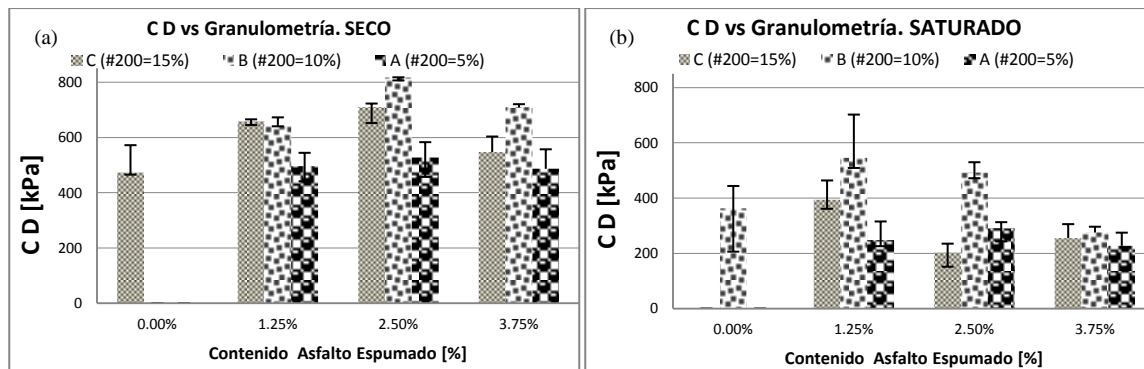 (a)
C D vs Granulometría. SECO
C (#200=15%) B (#200=10%) A (#200=5%)
800
600
400
200
0
C D [kPa]
0.00% 1.25% 2.50% 3.75%
Contenido Asfalto Espumado [%]
(b)
C D vs Granulometría. SATURADO
C (#200=15%) B (#200=10%) A (#200=5%)
800
600
400
200
0
C D [kPa]
0.00% 1.25% 2.50% 3.75%
Contenido Asfalto Espumado [%]